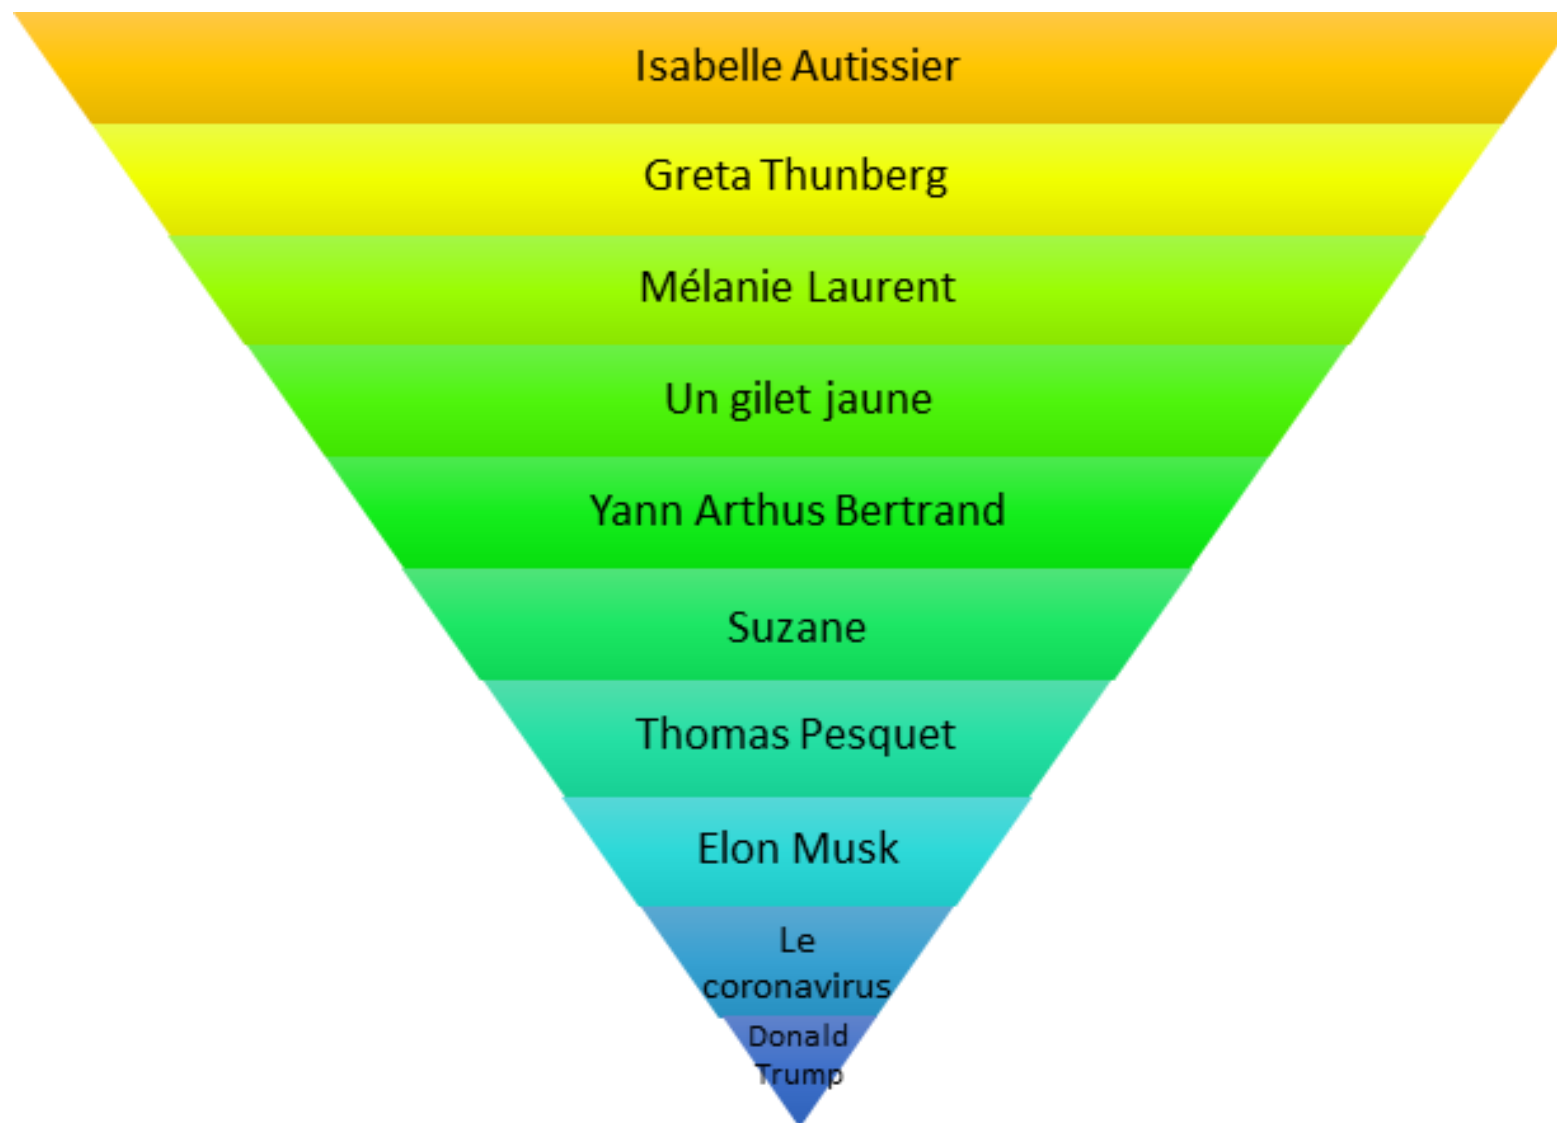 Isabelle Autissier
Greta Thunberg
Mélanie Laurent
Un gilet jaune
Yann Arthus Bertrand
Suzane
Thomas Pesquet
Elon Musk
Le
coronavirus
Donald
Trump